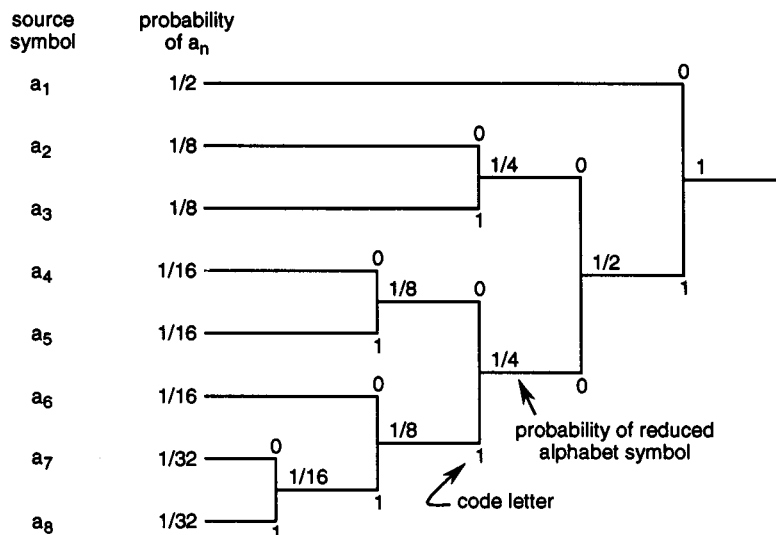 source probability
symbol of aₙ
0
a₁ 1/2
0
a₂ 1/8
1/4 0
1
a₃ 1/8
1
0
a₄ 1/16
1/2
1/8 0
1
a₅ 1/16
1
1/4
0
a₆ 1/16
0
1/8
probability of reduced
alphabet symbol
0
a₇ 1/32
1
1/16
code letter
1
a₈ 1/32
1